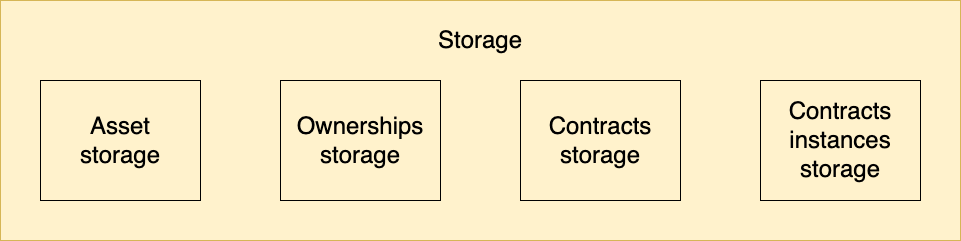 Storage
Asset
storage
Ownerships
storage
Contracts
storage
Contracts
instances
storage